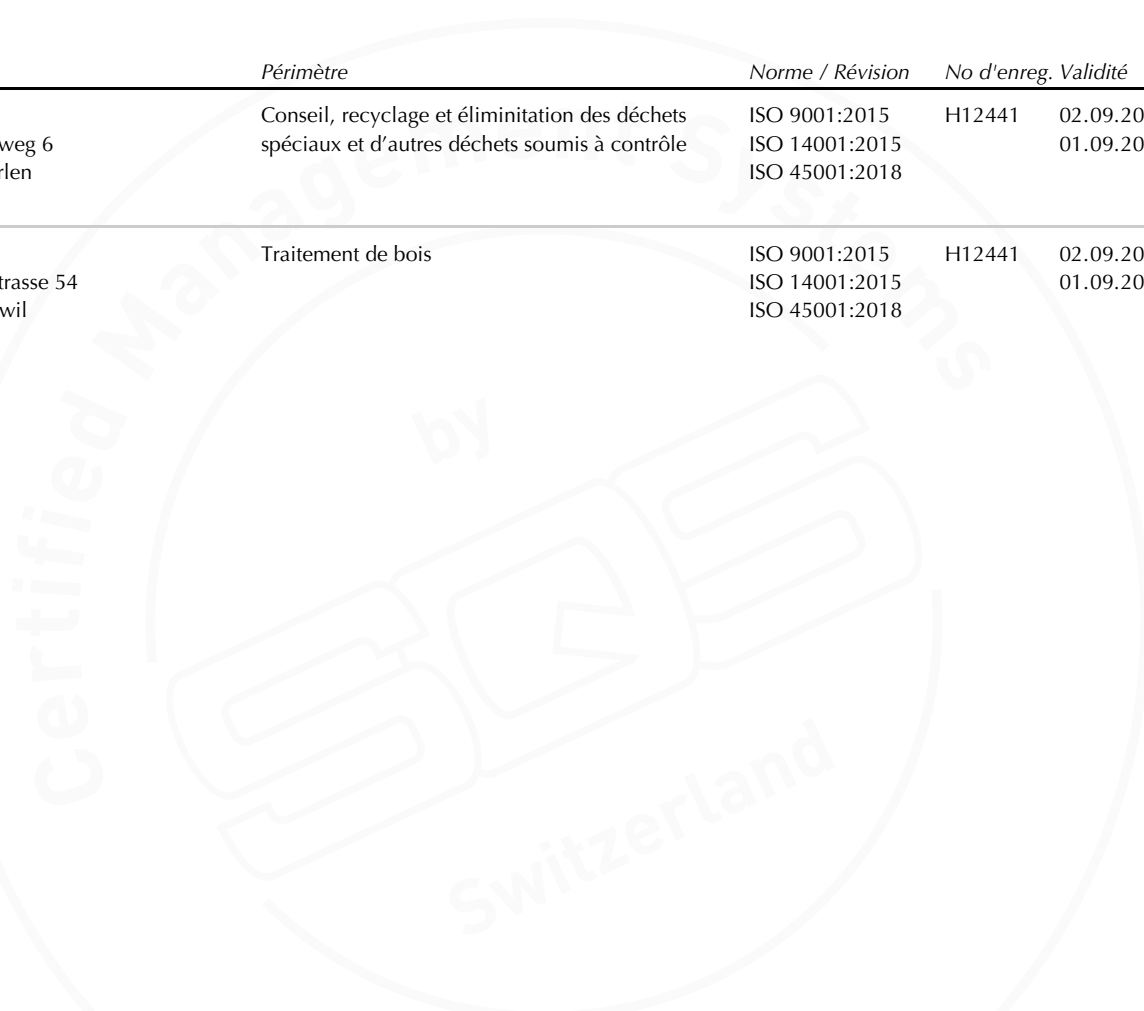 Périmètre Norme / Révision No d'enreg. Validité
Conseil, recyclage et éliminitation des déchets ISO 9001:2015 H12441 02.09.20
weg 6 spéciaux et d’autres déchets soumis à contrôle ISO 14001:2015 01.09.20
rlen ISO 45001:2018
Traitement de bois ISO 9001:2015 H12441 02.09.20
trasse 54 ISO 14001:2015 01.09.20
wil ISO 45001:2018
Certified Management Systems
by
SQS
Switzerland